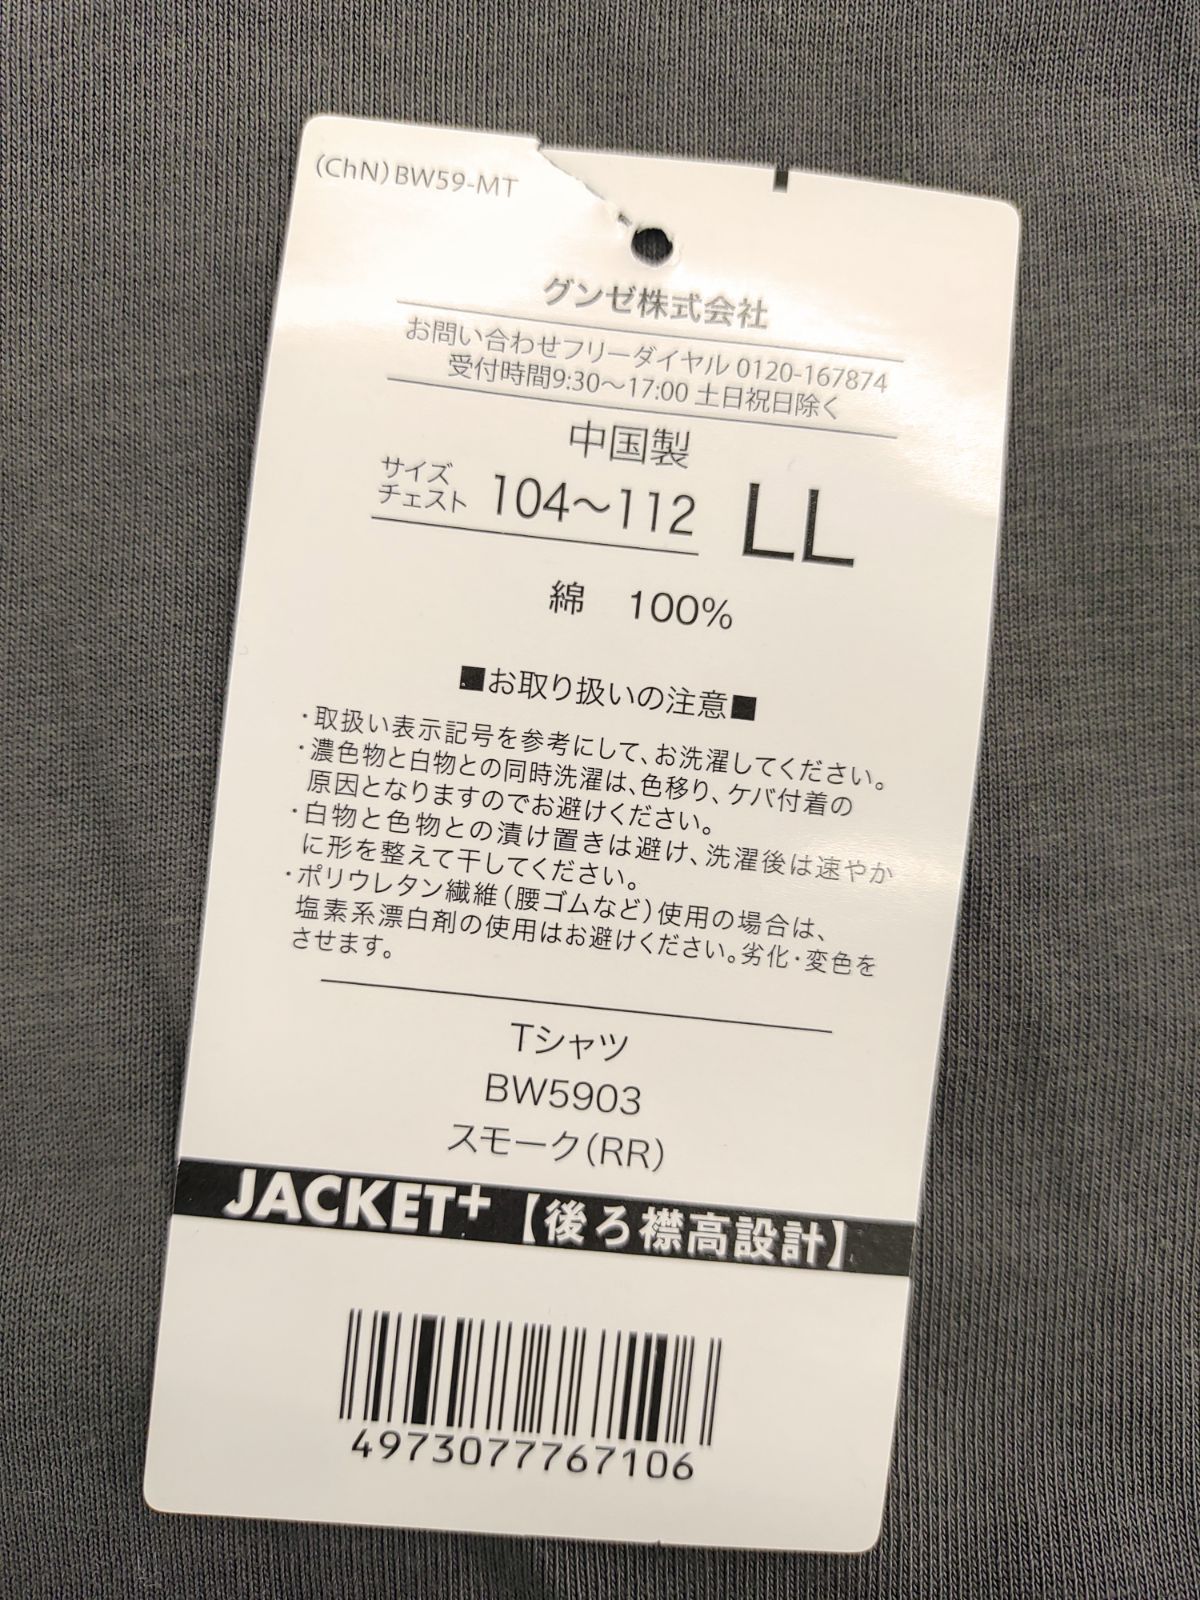 (ChN)BW59-MT
グンゼ株式会社
お問い合わせフリーダイヤル 0120-167874
受付時間9:30〜17:00 土日祝日除く
中国製
サイズ
チェスト 104〜112 LL
綿 100%
■お取り扱いの注意■
・取扱い表示記号を参考にして、お洗濯してください。
・濃色物と白物との同時洗濯は、色移り、ケバ付着の
原因となりますのでお避けください。
・白物と色物との漬け置きは避け、洗濯後は速やか
に形を整えて干してください。
・ポリウレタン繊維(腰ゴムなど)使用の場合は、
塩素系漂白剤の使用はお避けください。劣化・変色を
させます。
Tシャツ
BW5903
スモーク(RR)
JACKET+【後ろ襟高設計】
4973077767106